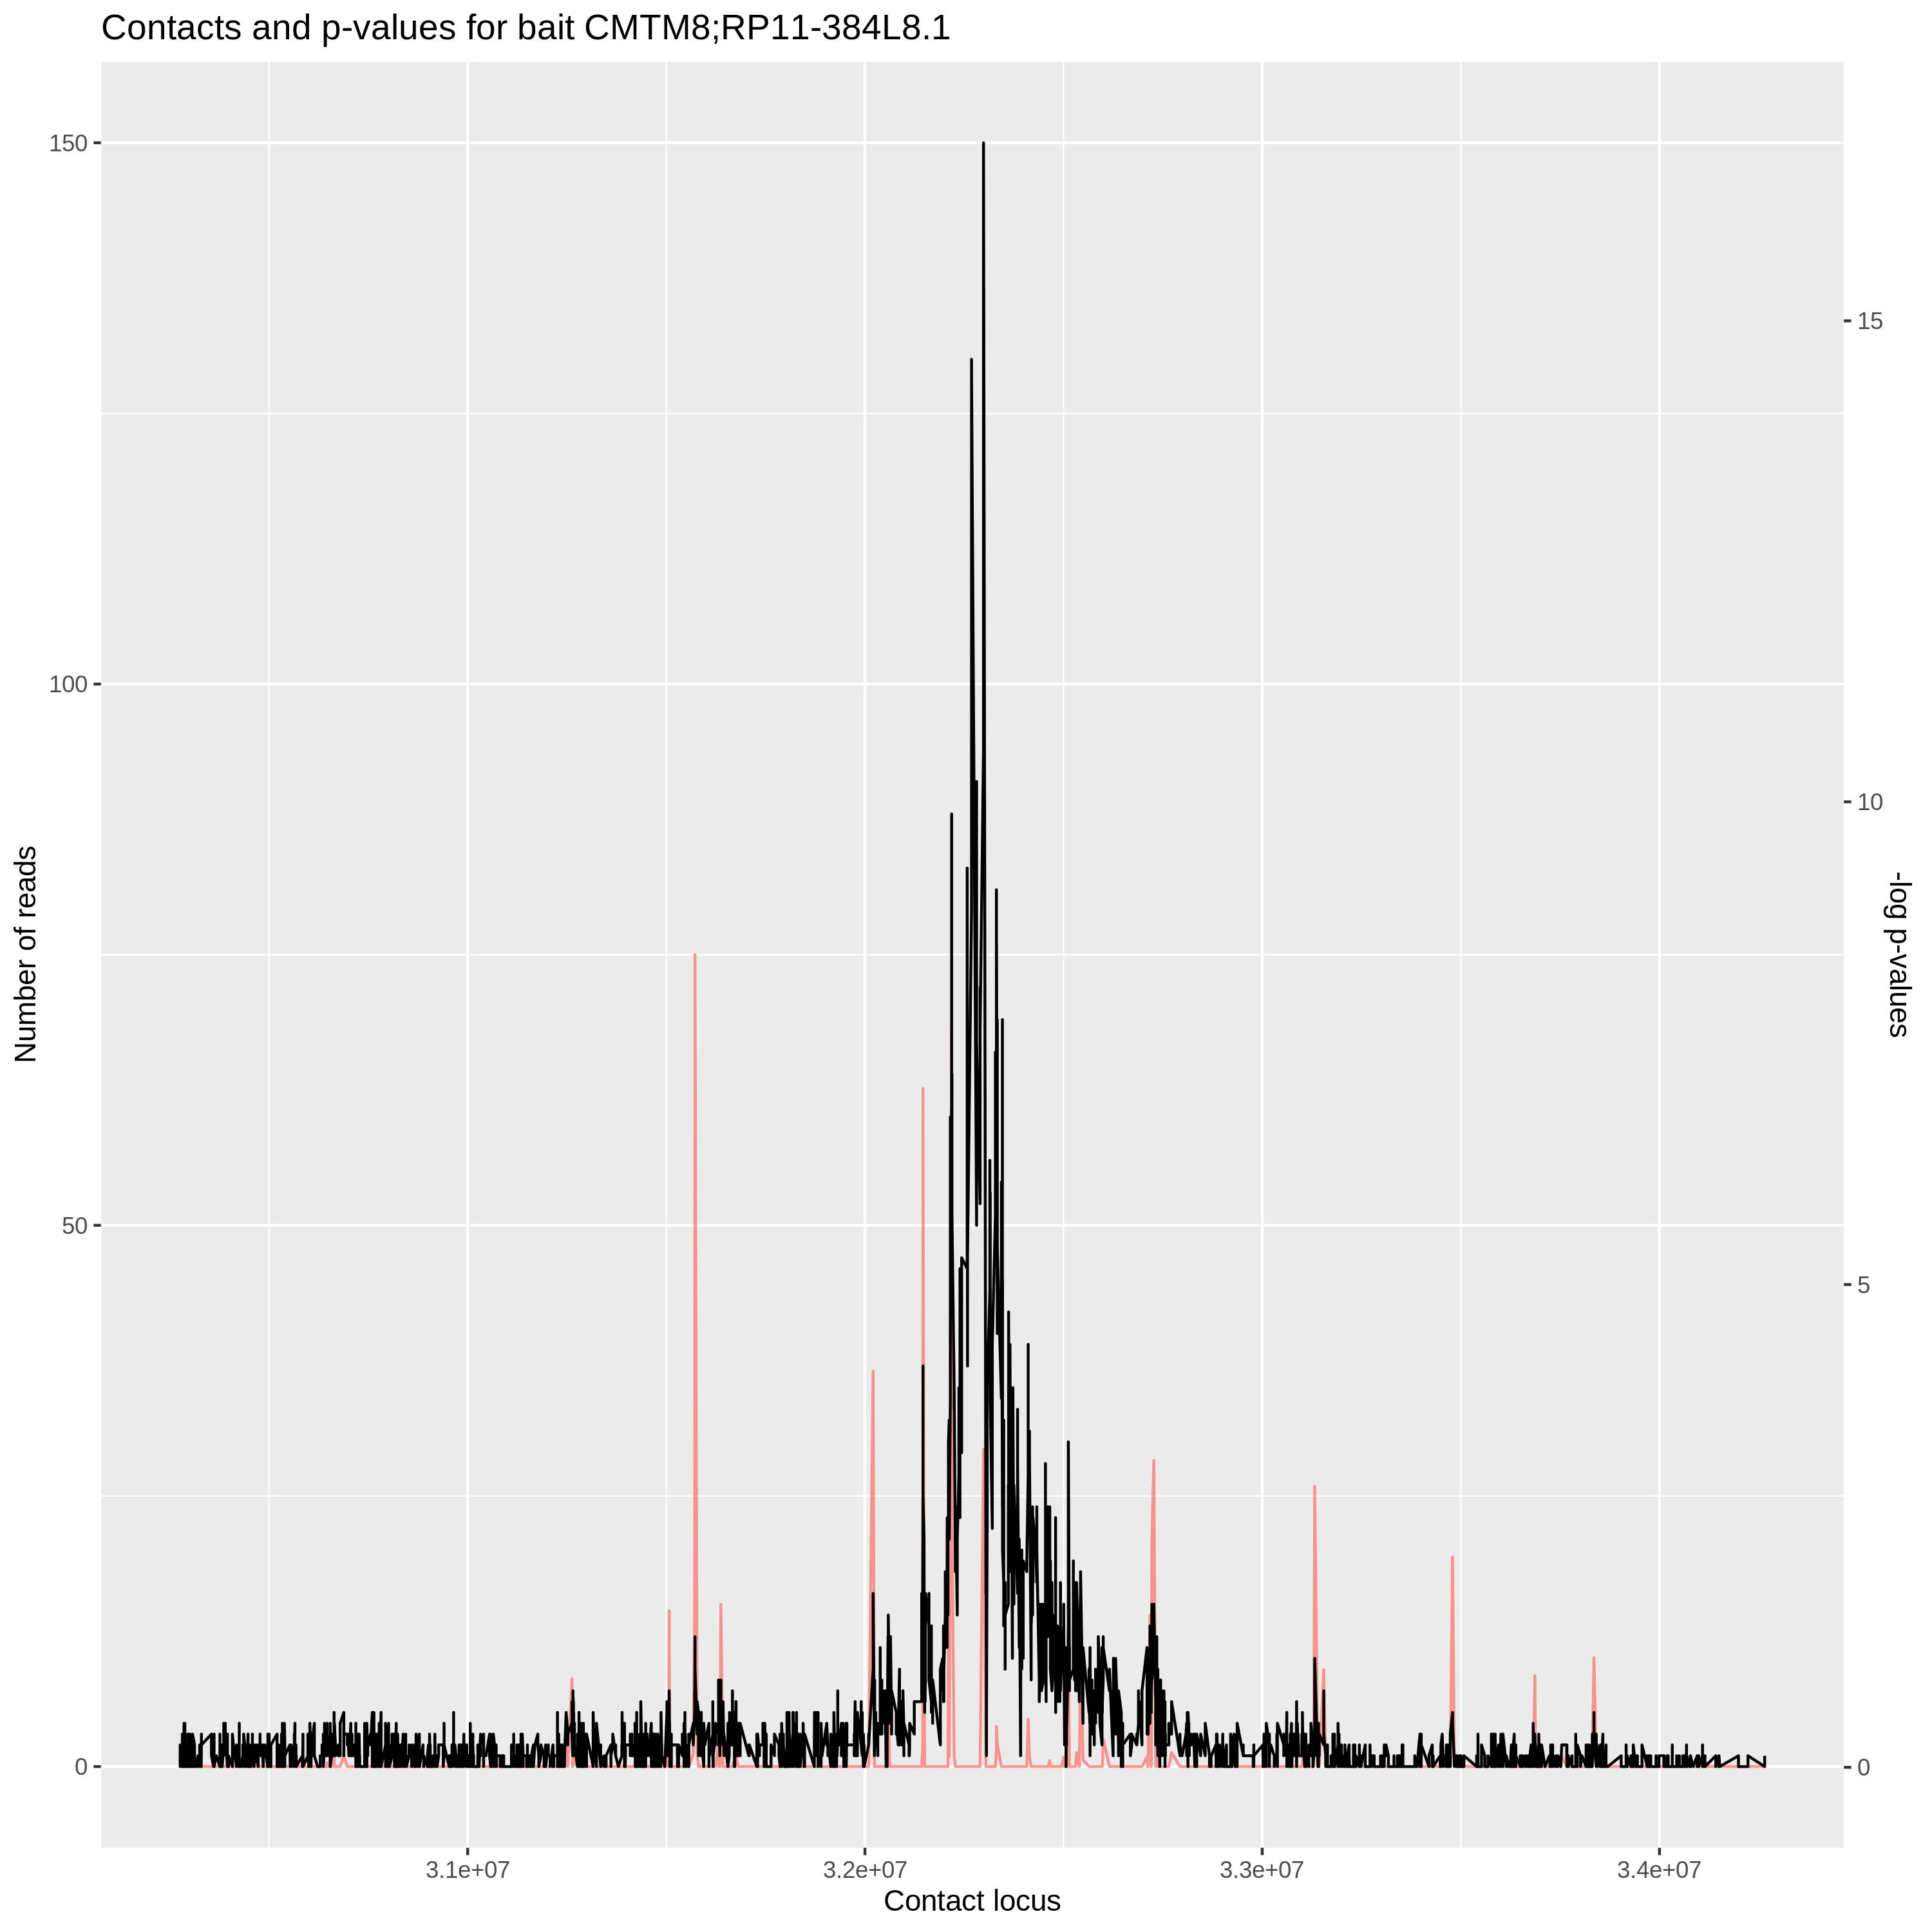 Contacts and p-values for bait CMTM8;RP11-384L8.1
150
100
50
0
Number of reads
15
10
5
0
-log p-values
3.1e+07 3.2e+07 3.3e+07 3.4e+07
Contact locus